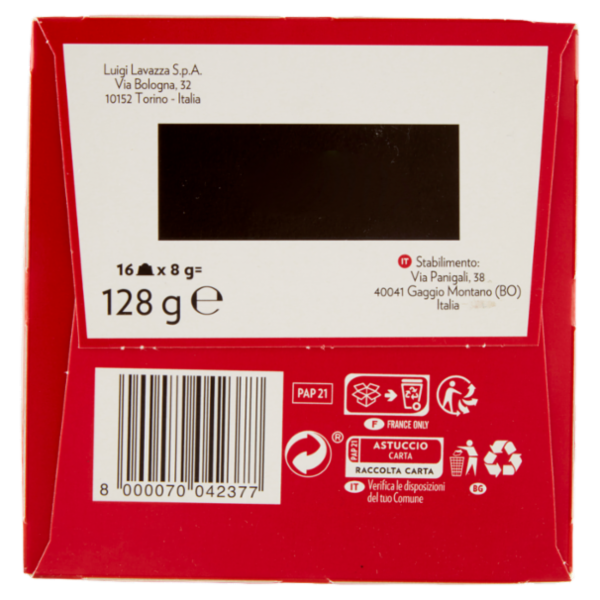 Luigi Lavazza S.p.A.
Via Bologna, 32
10152 Torino - Italia
16 x 8 g=
128 g ℮
IT Stabilimento:
Via Panigali, 38
40041 Gaggio Montano (BO)
Italia
PAP 21
F FRANCE ONLY
®
PAP 21
ASTUCCIO
CARTA
RACCOLTA CARTA
IT Verifica le disposizioni
del tuo Comune
BG
8 000070 042377